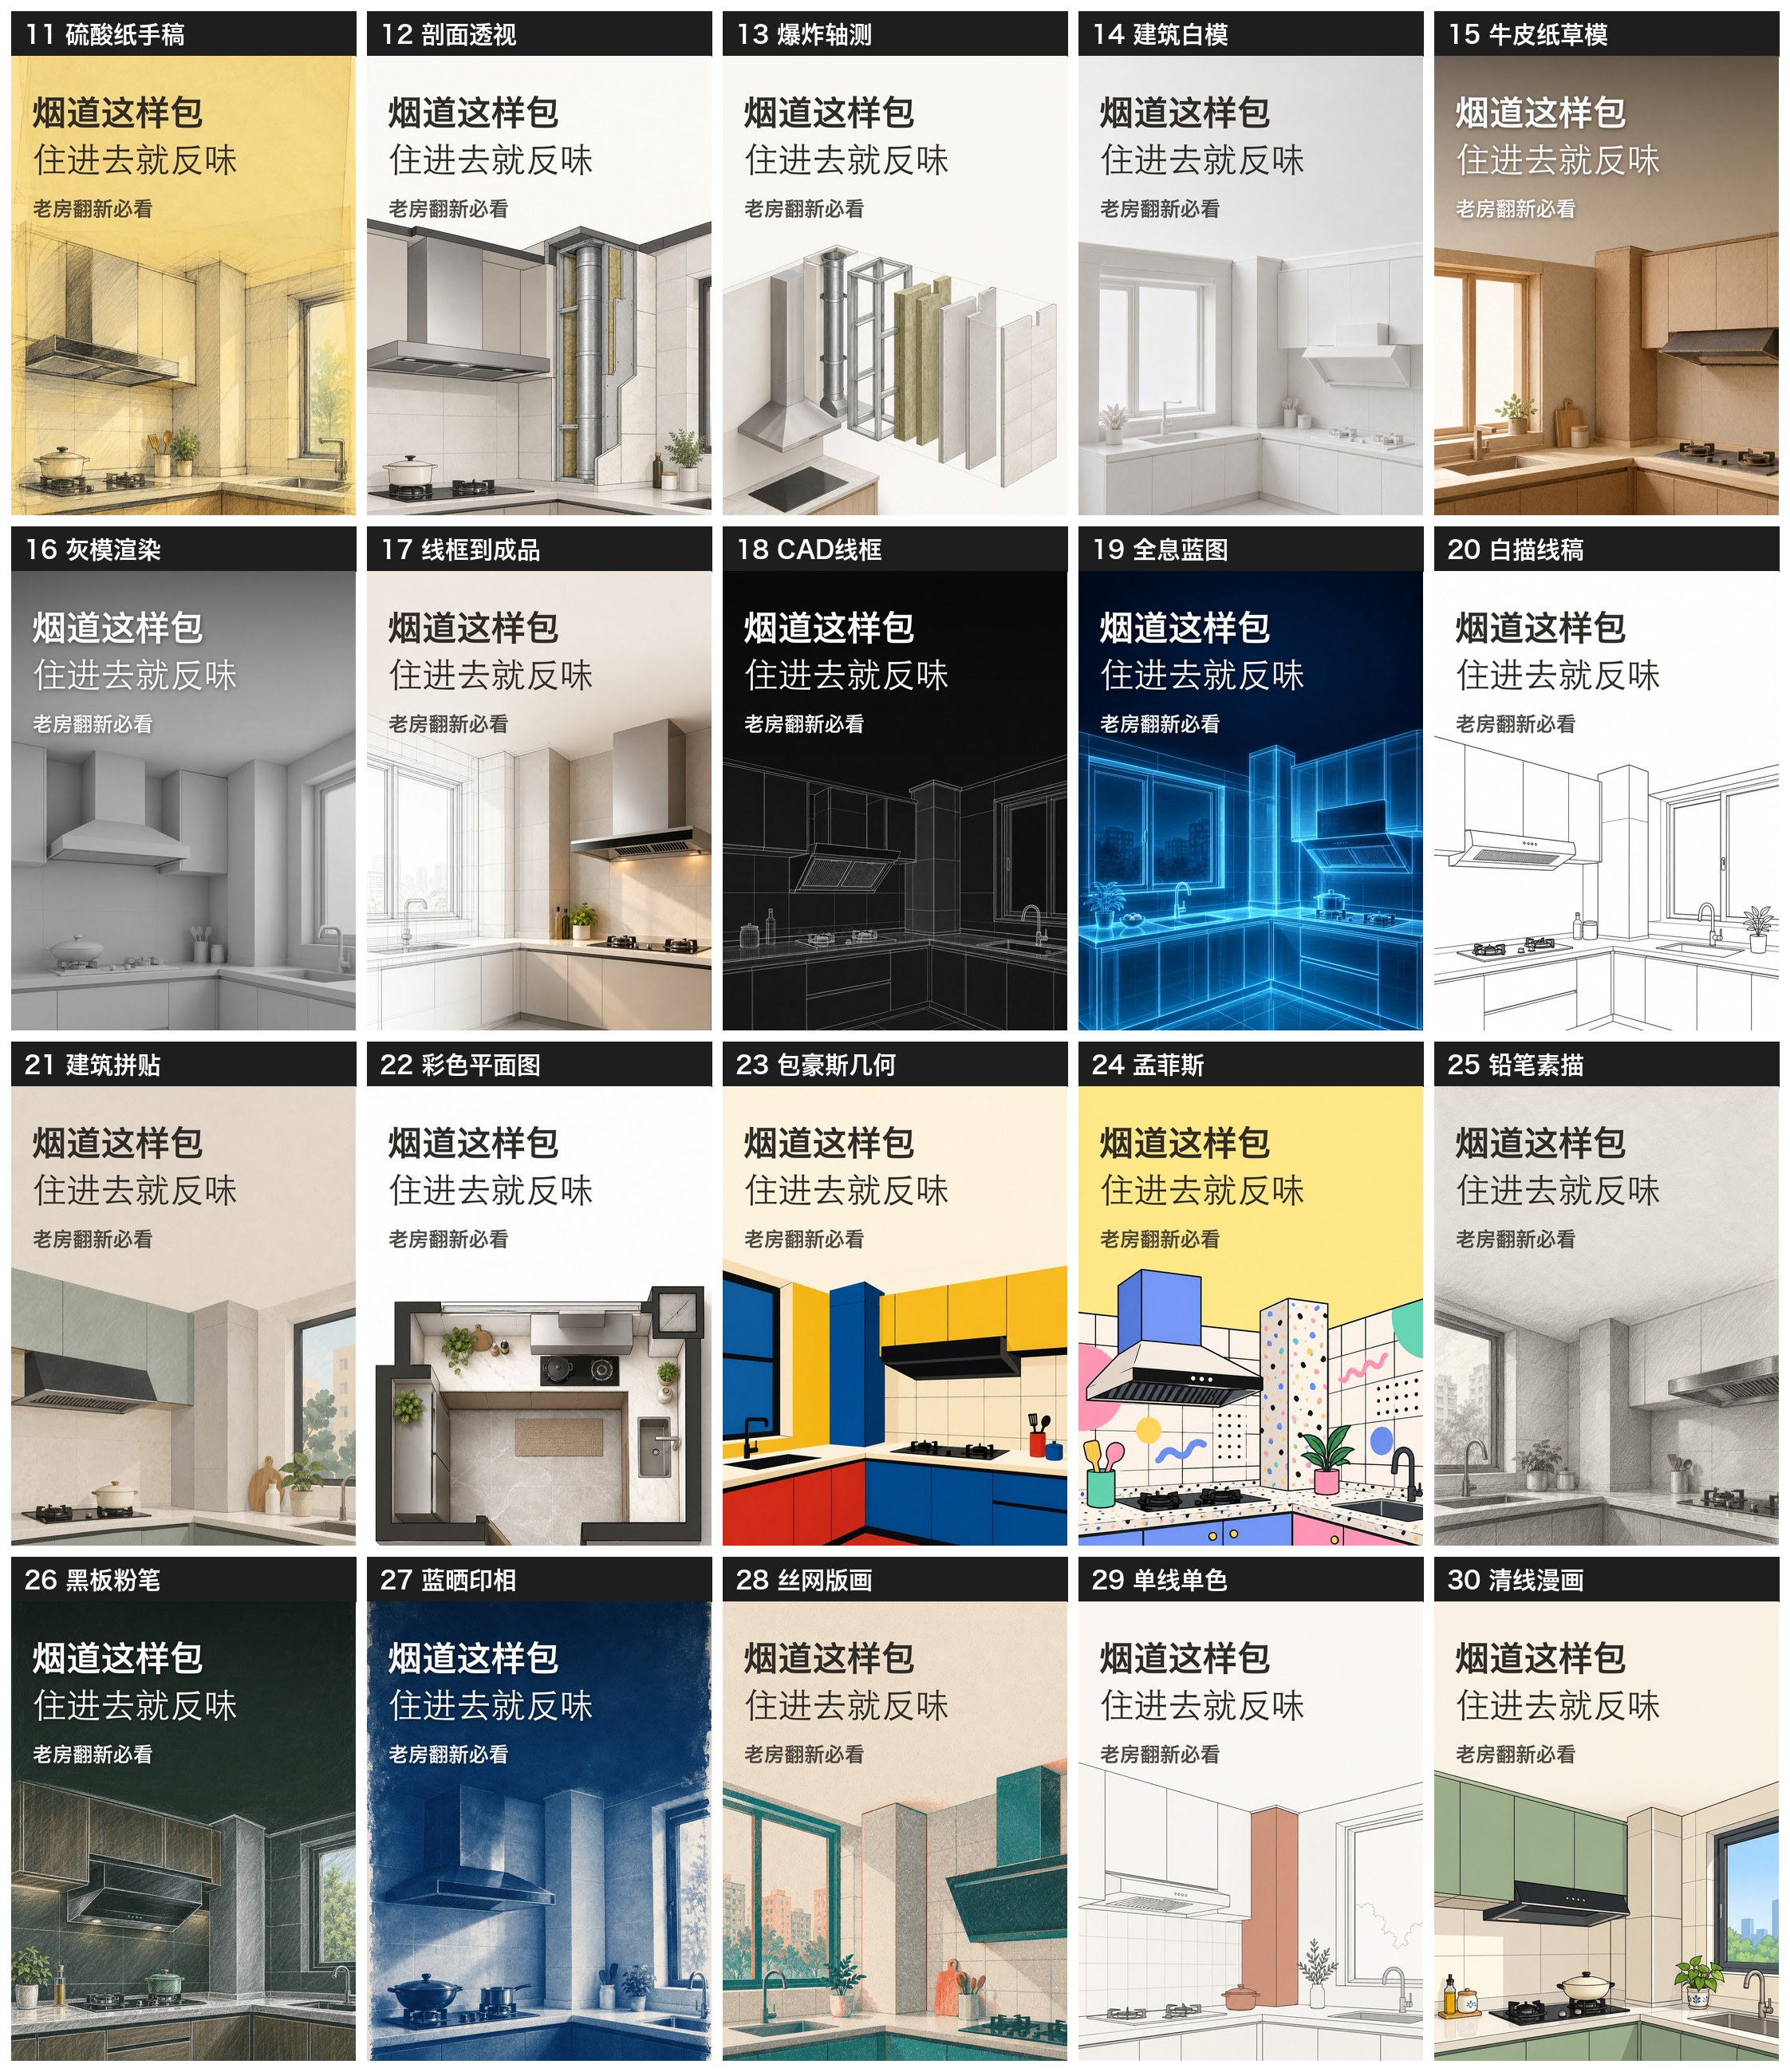 11 硫酸纸手稿
烟道这样包
住进去就反味
老房翻新必看
12 剖面透视
烟道这样包
住进去就反味
老房翻新必看
13 爆炸轴测
烟道这样包
住进去就反味
老房翻新必看
14 建筑白模
烟道这样包
住进去就反味
老房翻新必看
15 牛皮纸草模
烟道这样包
住进去就反味
老房翻新必看
16 灰模渲染
烟道这样包
住进去就反味
老房翻新必看
17 线框到成品
烟道这样包
住进去就反味
老房翻新必看
18 CAD线框
烟道这样包
住进去就反味
老房翻新必看
19 全息蓝图
烟道这样包
住进去就反味
老房翻新必看
20 白描线稿
烟道这样包
住进去就反味
老房翻新必看
21 建筑拼贴
烟道这样包
住进去就反味
老房翻新必看
22 彩色平面图
烟道这样包
住进去就反味
老房翻新必看
23 包豪斯几何
烟道这样包
住进去就反味
老房翻新必看
24 孟菲斯
烟道这样包
住进去就反味
老房翻新必看
25 铅笔素描
烟道这样包
住进去就反味
老房翻新必看
26 黑板粉笔
烟道这样包
住进去就反味
老房翻新必看
27 蓝晒印相
烟道这样包
住进去就反味
老房翻新必看
28 丝网版画
烟道这样包
住进去就反味
老房翻新必看
29 单线单色
烟道这样包
住进去就反味
老房翻新必看
30 清线漫画
烟道这样包
住进去就反味
老房翻新必看